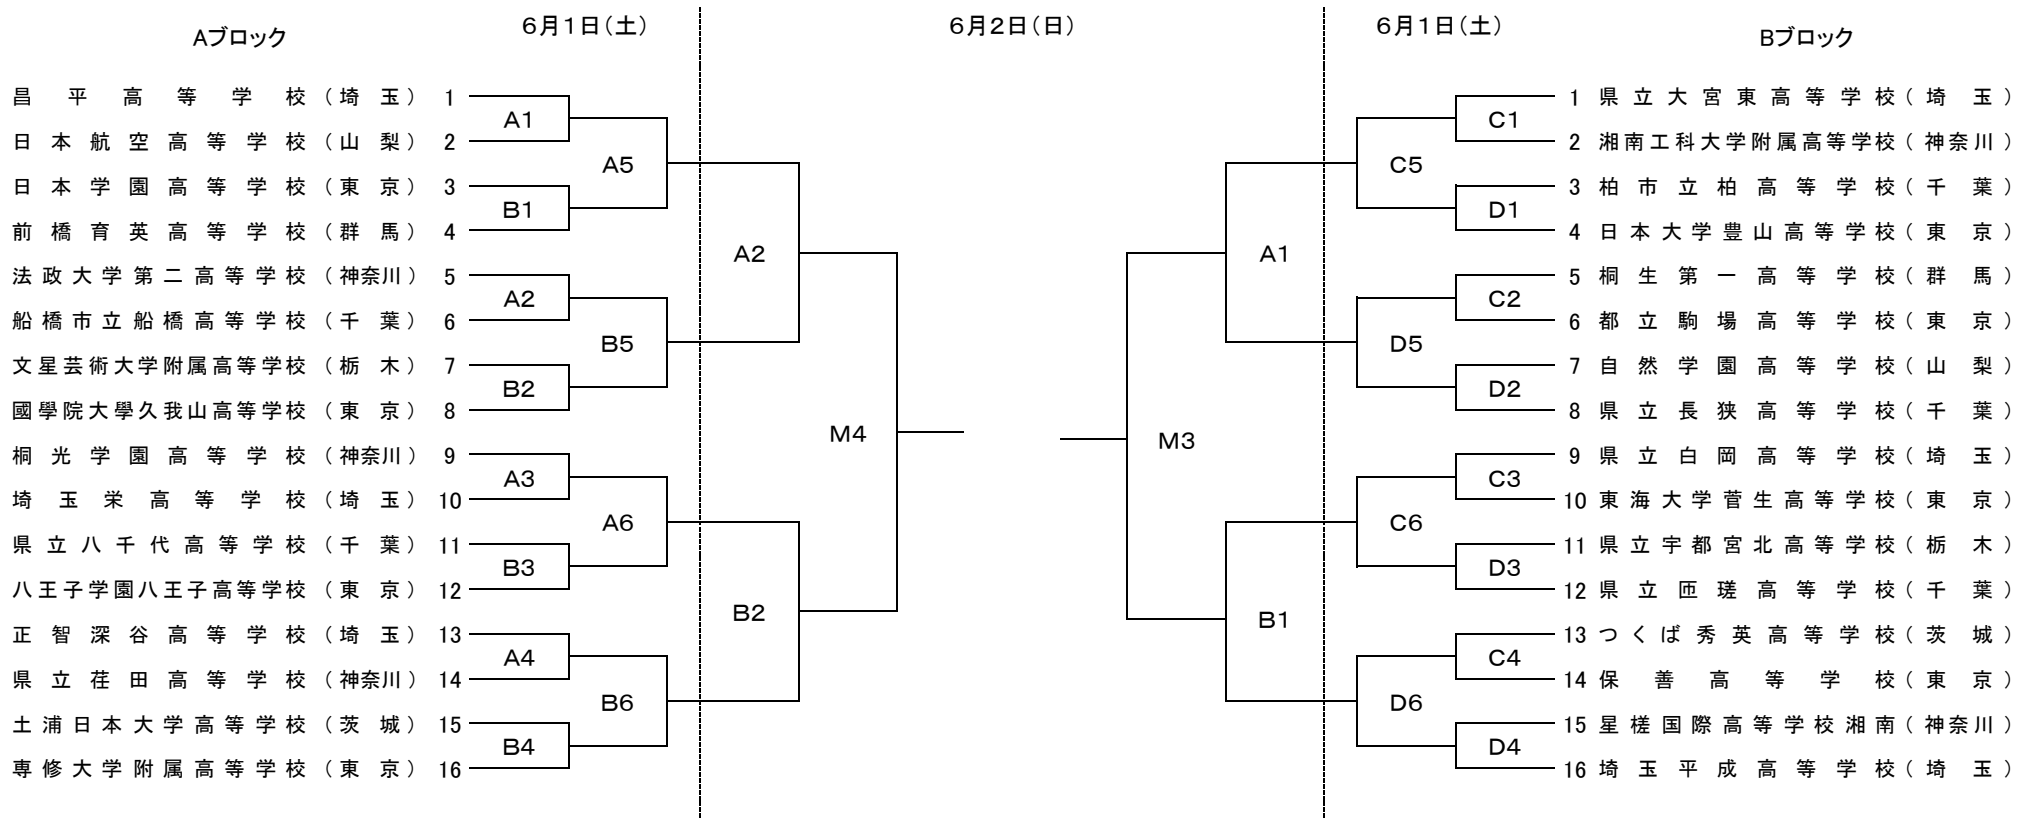 Aブロック
6月1日(土)
6月2日(日)
6月1日(土)
Bブロック
昌平高等学校(埼玉) 1
日本航空高等学校(山梨) 2
日本学園高等学校(東京) 3
前橋育英高等学校(群馬) 4
法政大学第二高等学校(神奈川) 5
船橋市立船橋高等学校(千葉) 6
文星芸術大学附属高等学校(栃木) 7
國學院大學久我山高等学校(東京) 8
桐光学園高等学校(神奈川) 9
埼玉栄高等学校(埼玉) 10
県立八千代高等学校(千葉) 11
八王子学園八王子高等学校(東京) 12
正智深谷高等学校(埼玉) 13
県立荏田高等学校(神奈川) 14
土浦日本大学高等学校(茨城) 15
専修大学附属高等学校(東京) 16
A1
B1
A2
B2
A3
B3
A4
B4
A5
B5
A6
B6
A2
B2
M4
M3
A1
B1
C5
D5
C6
D6
C1
D1
C2
D2
C3
D3
C4
D4
1 県立大宮東高等学校(埼玉)
2 湘南工科大学附属高等学校(神奈川)
3 柏市立柏高等学校(千葉)
4 日本大学豊山高等学校(東京)
5 桐生第一高等学校(群馬)
6 都立駒場高等学校(東京)
7 自然学園高等学校(山梨)
8 県立長狭高等学校(千葉)
9 県立白岡高等学校(埼玉)
10 東海大学菅生高等学校(東京)
11 県立宇都宮北高等学校(栃木)
12 県立匝瑳高等学校(千葉)
13 つくば秀英高等学校(茨城)
14 保善高等学校(東京)
15 星槎国際高等学校湘南(神奈川)
16 埼玉平成高等学校(埼玉)